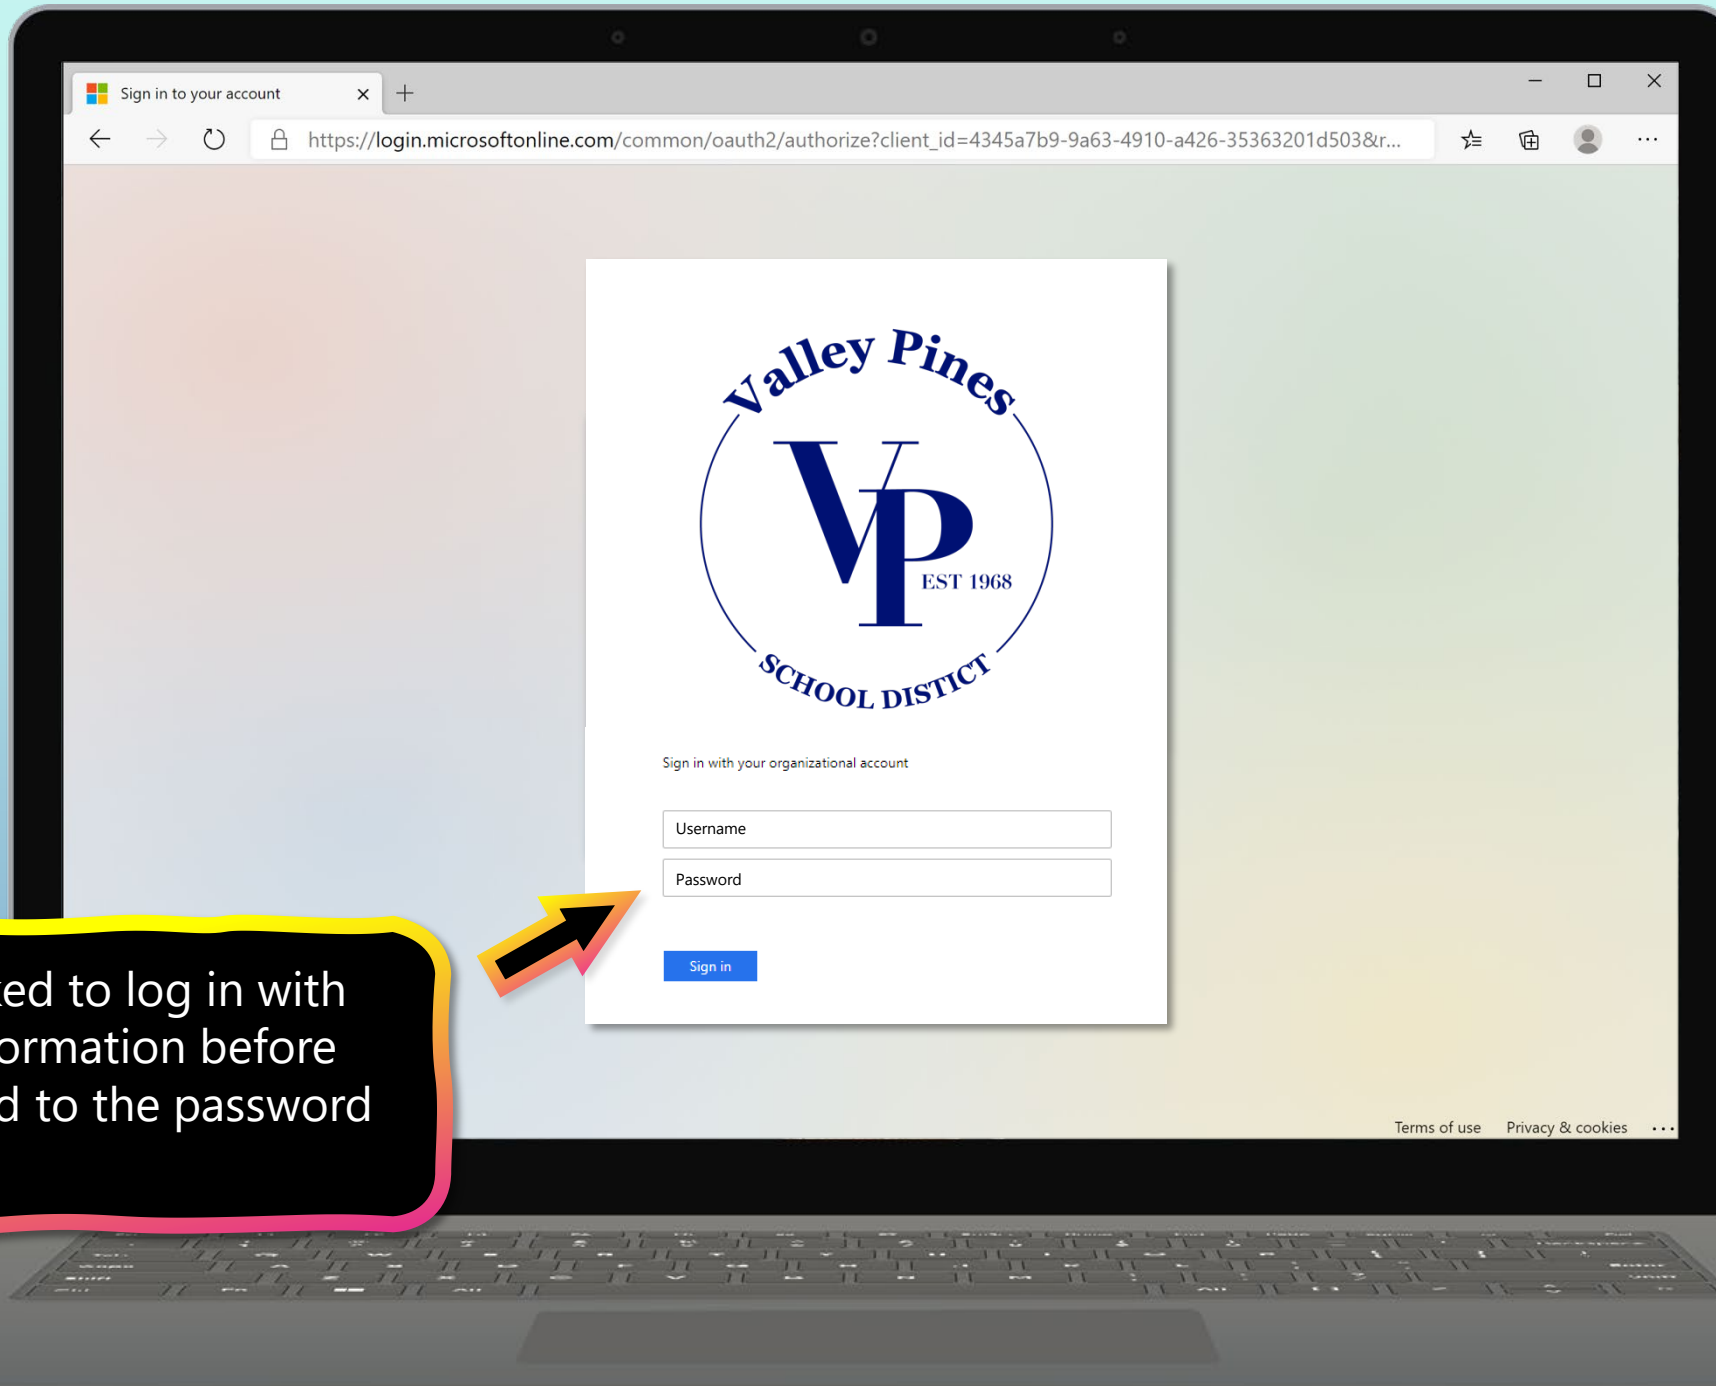 Sign in to your account
https://login.microsoftonline.com/common/oauth2/authorize?client_id=4345a7b9-9a63-4910-a426-35363201d503&r...
Valley Pines
VP
EST 1968
SCHOOL DISTICT
Sign in with your organizational account
Username
Password
Sign in
to log in with
before
to the password
Terms of use Privacy & cookies ...